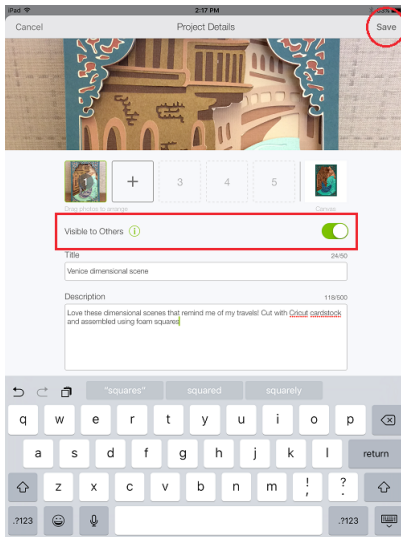 iPad 2:17 PM
Cancel Project Details Save
1 + 3 4 5
Drag photos to arrange Canvas
Visible to Others i
Title 24/50
Venice dimensional scene
Description 118/500
Love these dimensional scenes that remind me of my travels! Cut with Cricut cardstock
and assembled using foam squares
"squares" squared squarely
q w e r t y u i o p
a s d f g h j k l return
z x c v b n m ! , ? .
.?123 .?123